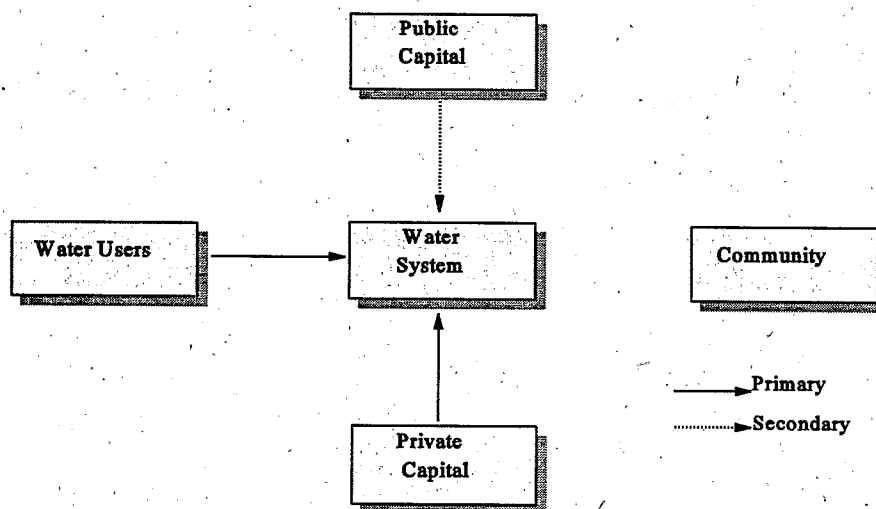 Public
Capital
Water Users
Water
System
Community
Primary
Secondary
Private
Capital